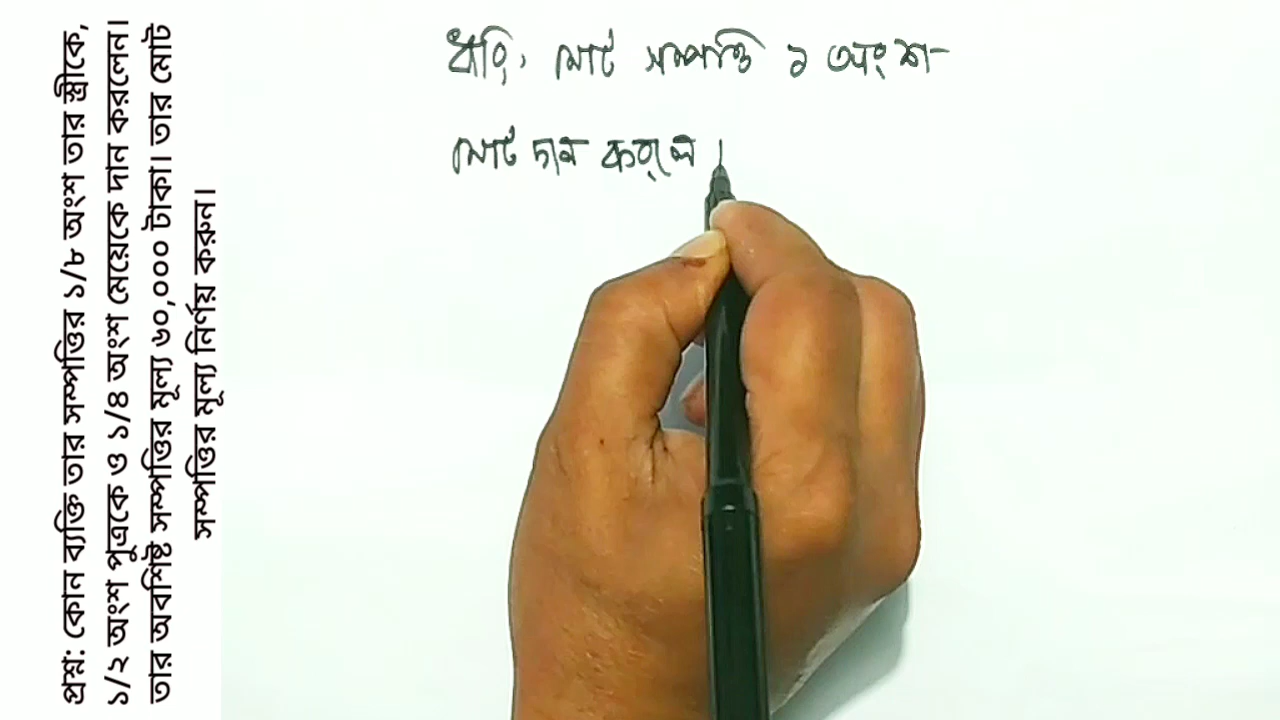 প্রশ্ন: কোন ব্যক্তি তার সম্পত্তির ১/৮ অংশ তার স্ত্রীকে,
১/২ অংশ পুত্রকে ও ১/৪ অংশ মেয়েকে দান করলেন।
তার অবশিষ্ট সম্পত্তির মূল্য ৬০,০০০ টাকা। তার মোট
সম্পত্তির মূল্য নির্ণয় করুন।
ধরি, মোট সম্পত্তি ১ অংশ
মোট দান করলে